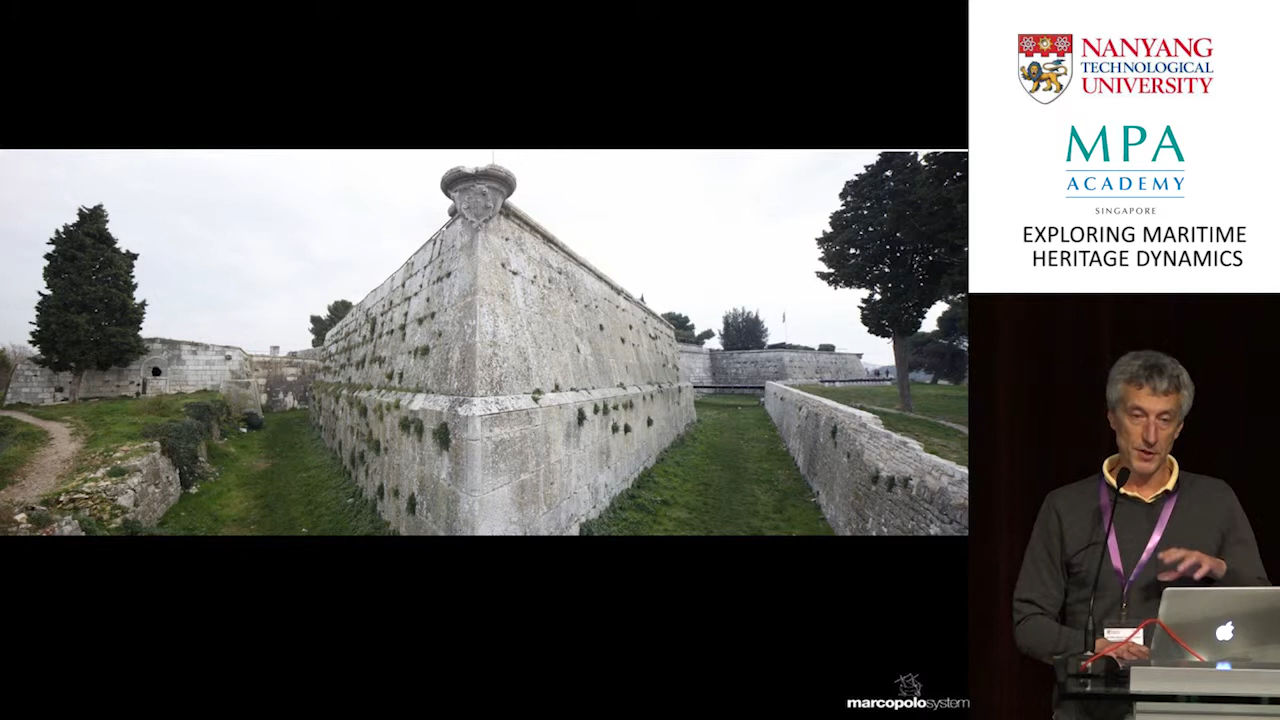 NANYANG
TECHNOLOGICAL
UNIVERSITY
MPA
ACADEMY
SINGAPORE
EXPLORING MARITIME
HERITAGE DYNAMICS
marcopolosystem